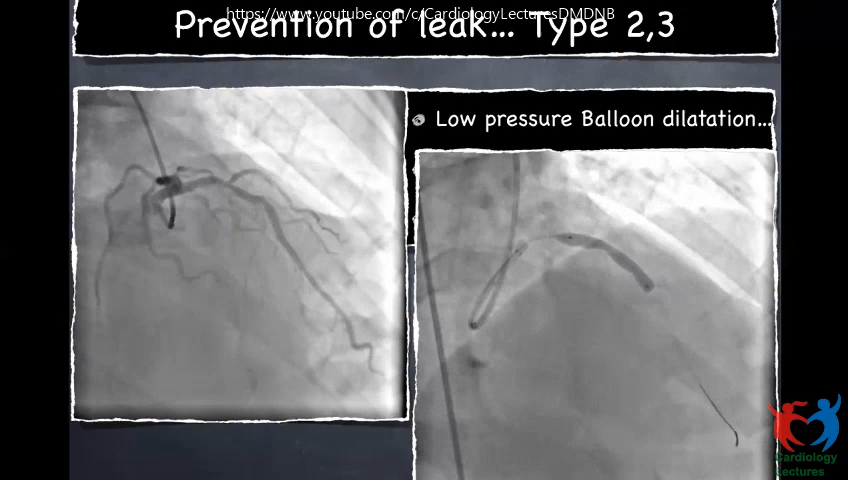 https://www.youtube.com/c/CardiologyLecturesDMDNB
Prevention of leak... Type 2,3
Low pressure Balloon dilatation...
Cardiology
Lectures